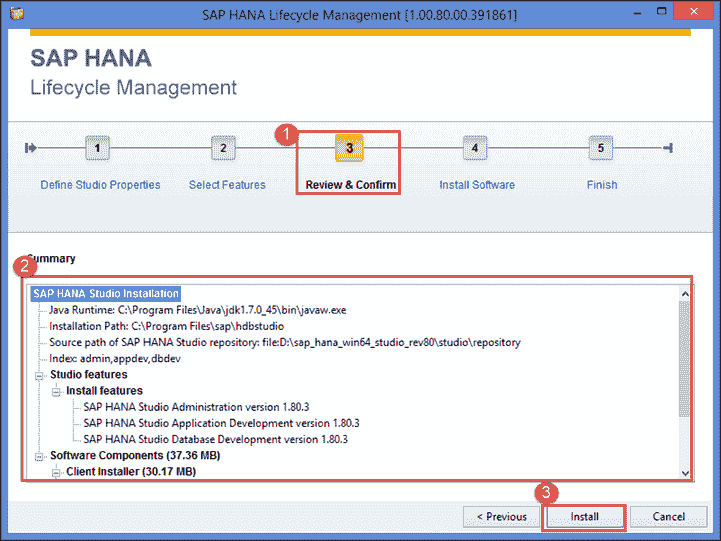 SAP HANA Lifecycle Management [1.00.80.00.391861]
SAP HANA
Lifecycle Management
1
1 2 3 4 5
Define Studio Properties Select Features Review & Confirm Install Software Finish
2
Summary
SAP HANA Studio Installation
Java Runtime: C:\Program Files\Java\jdk1.7.0_45\bin\javaw.exe
Installation Path: C:\Program Files\sap\hdbstudio
Source path of SAP HANA Studio repository: file:D:\sap_hana_win64_studio_rev80\studio\repository
Index: admin,appdev,dbdev
Studio features
Install features
SAP HANA Studio Administration version 1.80.3
SAP HANA Studio Application Development version 1.80.3
SAP HANA Studio Database Development version 1.80.3
Software Components (37.36 MB)
Client Installer (30.17 MB)
3
< Previous Install Cancel